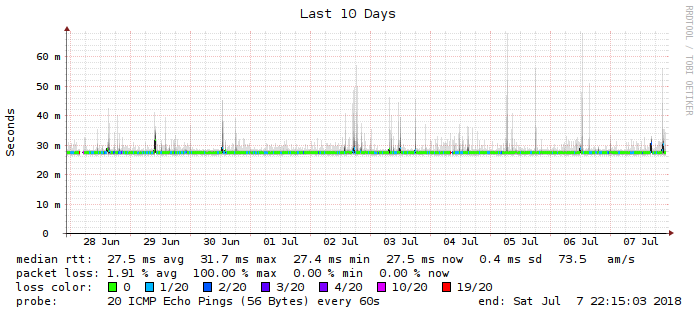 Last 10 Days
RRDTOOL / TOBI OETIKER
Seconds
60 m
50 m
40 m
30 m
20 m
10 m
0
28 Jun 29 Jun 30 Jun 01 Jul 02 Jul 03 Jul 04 Jul 05 Jul 06 Jul 07 Jul
median rtt: 27.5 ms avg 31.7 ms max 27.4 ms min 27.5 ms now 0.4 ms sd 73.5 am/s
packet loss: 1.91 % avg 100.00 % max 0.00 % min 0.00 % now
loss color: 0 1/20 2/20 3/20 4/20 10/20 19/20
probe: 20 ICMP Echo Pings (56 Bytes) every 60s end: Sat Jul 7 22:15:03 2018